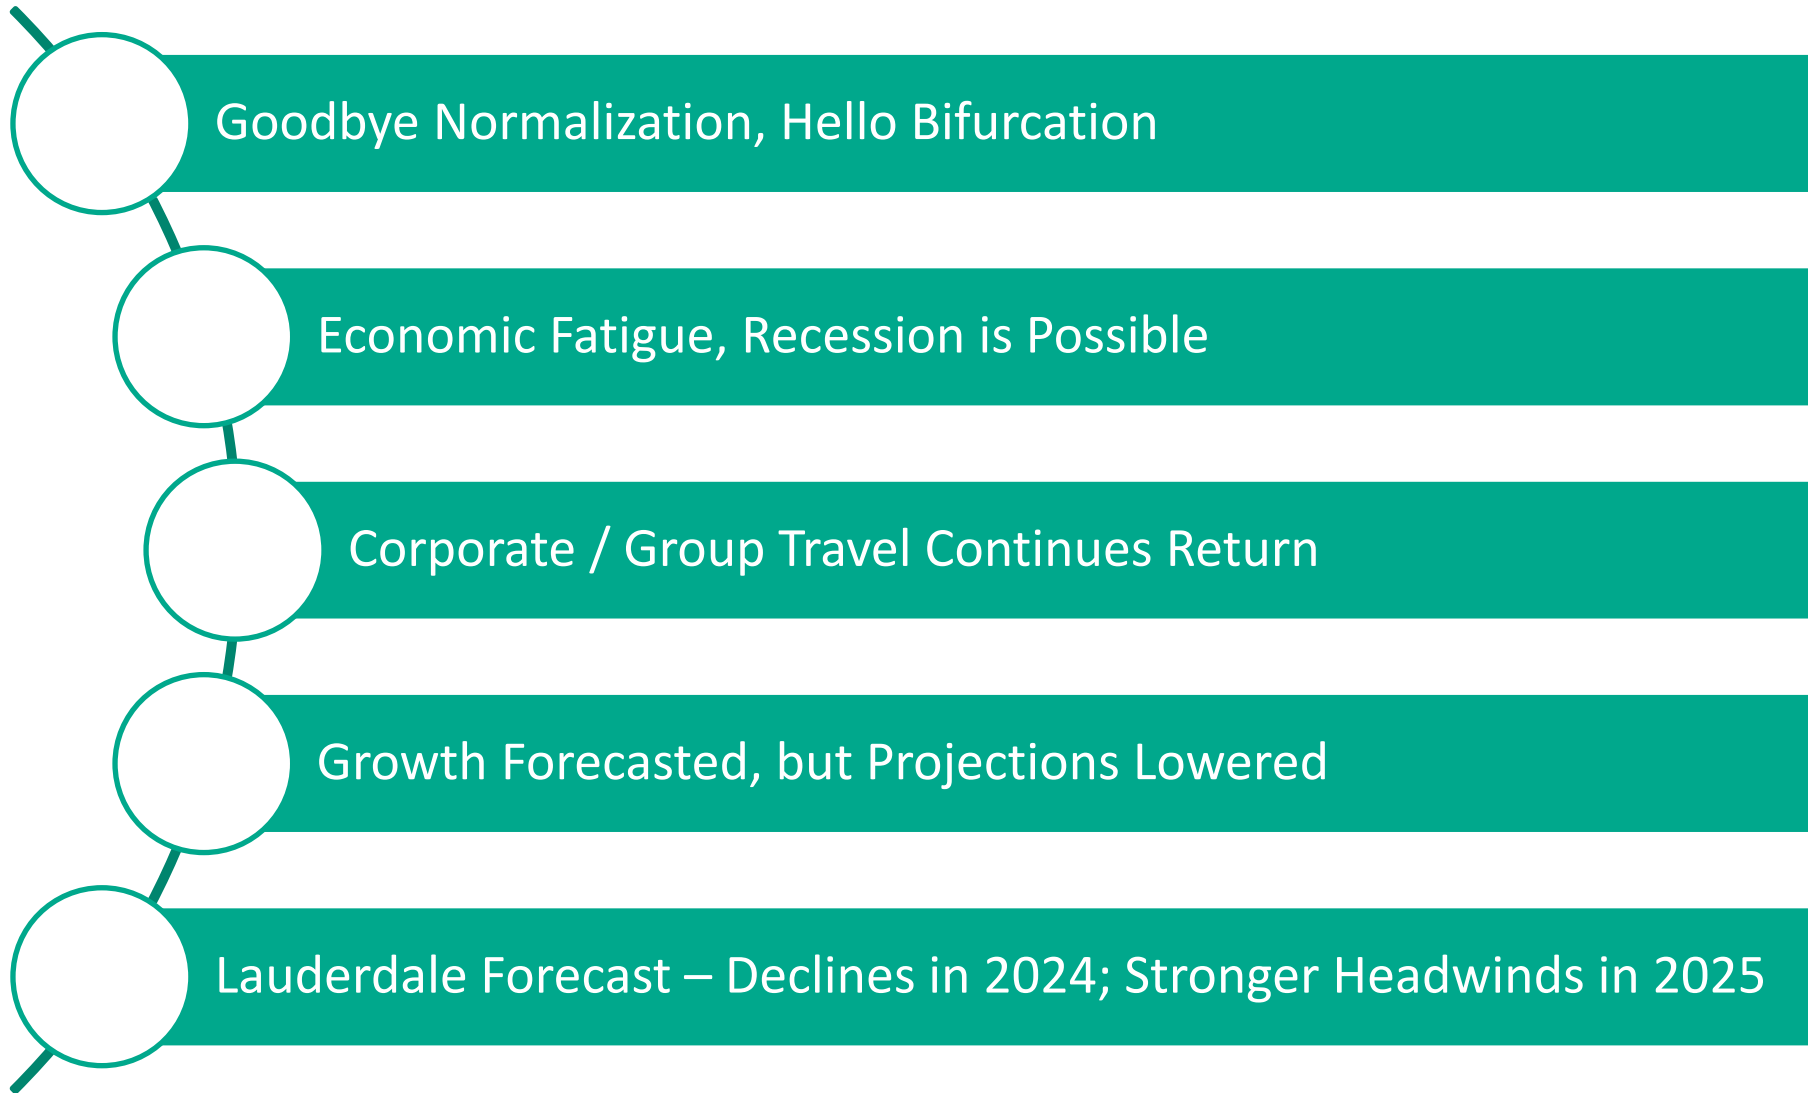 Goodbye Normalization, Hello Bifurcation
Economic Fatigue, Recession is Possible
Corporate / Group Travel Continues Return
Growth Forecasted, but Projections Lowered
Lauderdale Forecast – Declines in 2024; Stronger Headwinds in 2025